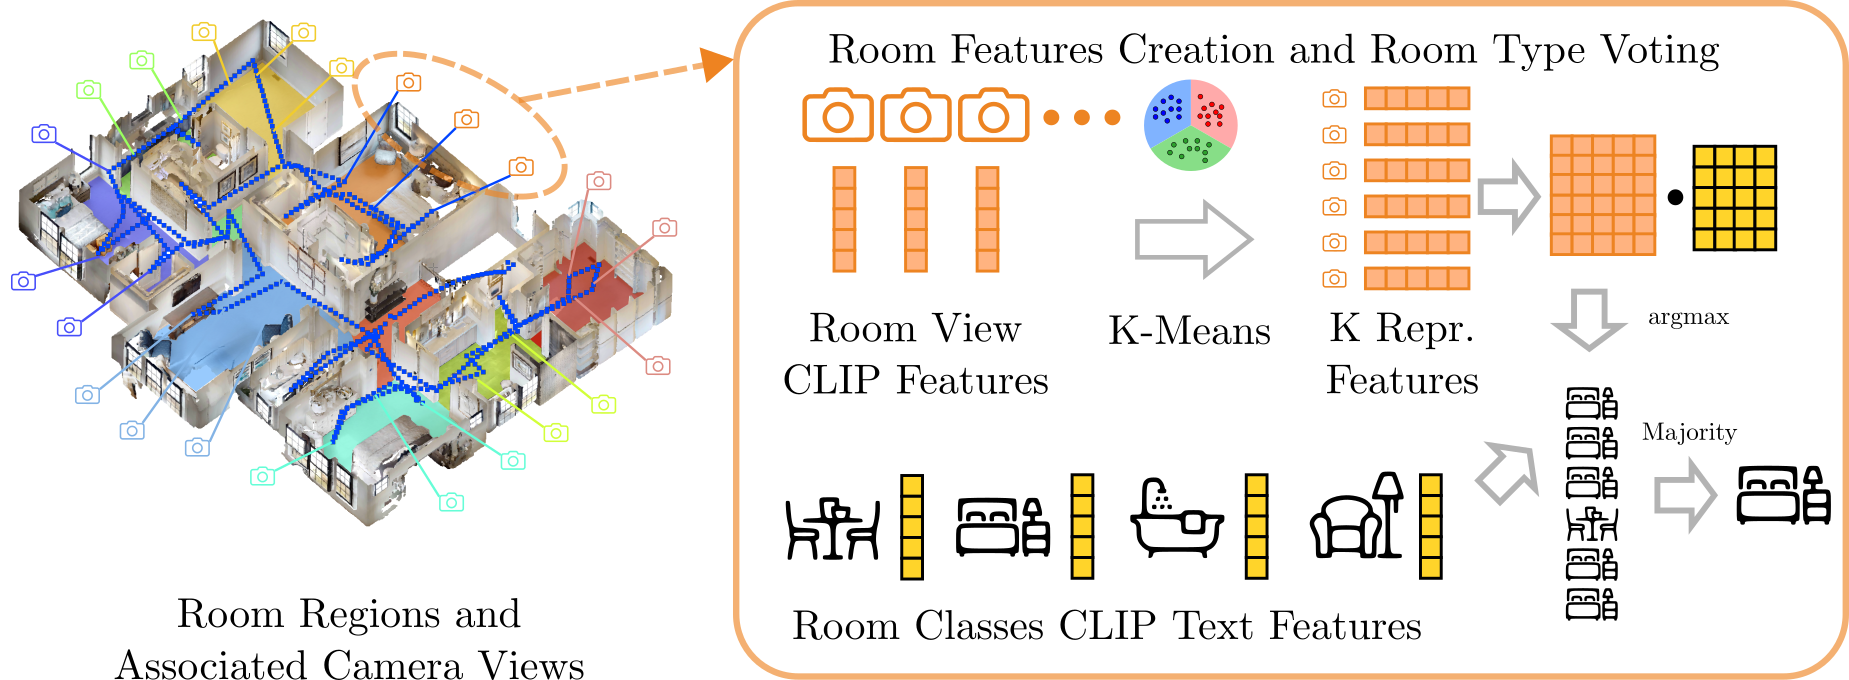 Room Features Creation and Room Type Voting
Room View
CLIP Features
K-Means
K Repr.
Features
argmax
Majority
Room Classes CLIP Text Features
Room Regions and
Associated Camera Views